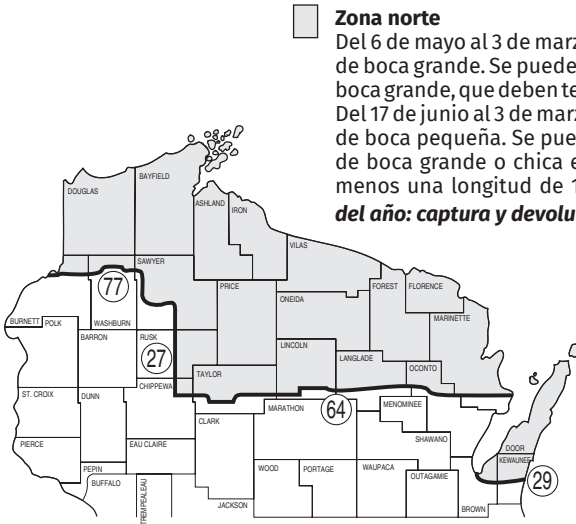 Zona norte
Del 6 de mayo al 3 de marz
de boca grande. Se puede
boca grande, que deben te
Del 17 de junio al 3 de marz
de boca pequeña. Se pue
de boca grande o chica e
menos una longitud de 1
del año: captura y devolu
DOUGLAS
BAYFIELD
ASHLAND
IRON
VILAS
SAWYER
PRICE
ONEIDA
FOREST
FLORENCE
MARINETTE
77
BURNETT
POLK
WASHBURN
BARRON
RUSK
27
LINCOLN
LANGLADE
OCONTO
TAYLOR
CHIPPEWA
64
ST. CROIX
DUNN
CLARK
MARATHON
MENOMINEE
SHAWANO
PIERCE
EAU CLAIRE
PEPIN
BUFFALO
TREMPEALEAU
JACKSON
WOOD
PORTAGE
WAUPACA
OUTAGAMIE
BROWN
DOOR
KEWAUNEE
29